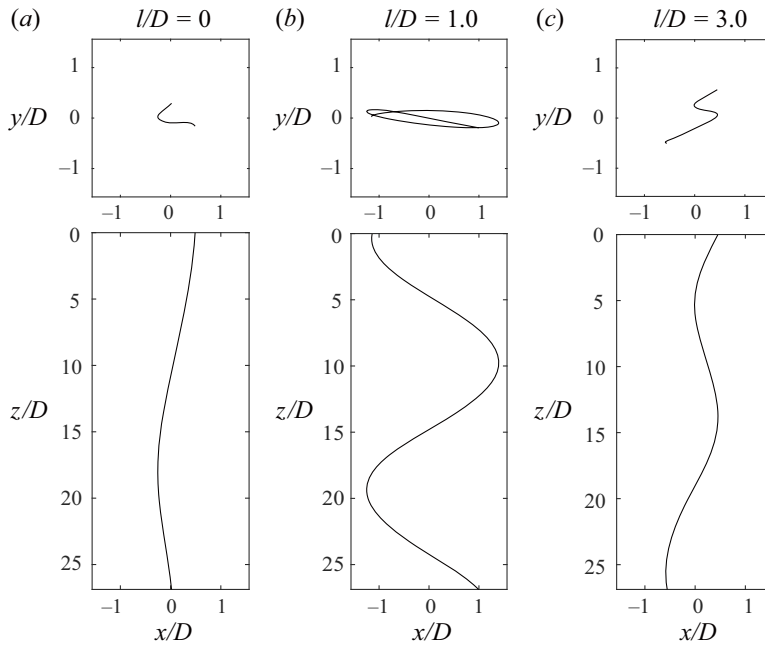 (a) l/D = 0 (b) l/D = 1.0 (c) l/D = 3.0
1 1 1
y/D 0 y/D 0 y/D 0
–1 –1 –1
–1 0 1 –1 0 1 –1 0 1
0 0 0
5 5 5
10 10 10
z/D z/D z/D
15 15 15
20 20 20
25 25 25
–1 0 1 –1 0 1 –1 0 1
x/D x/D x/D